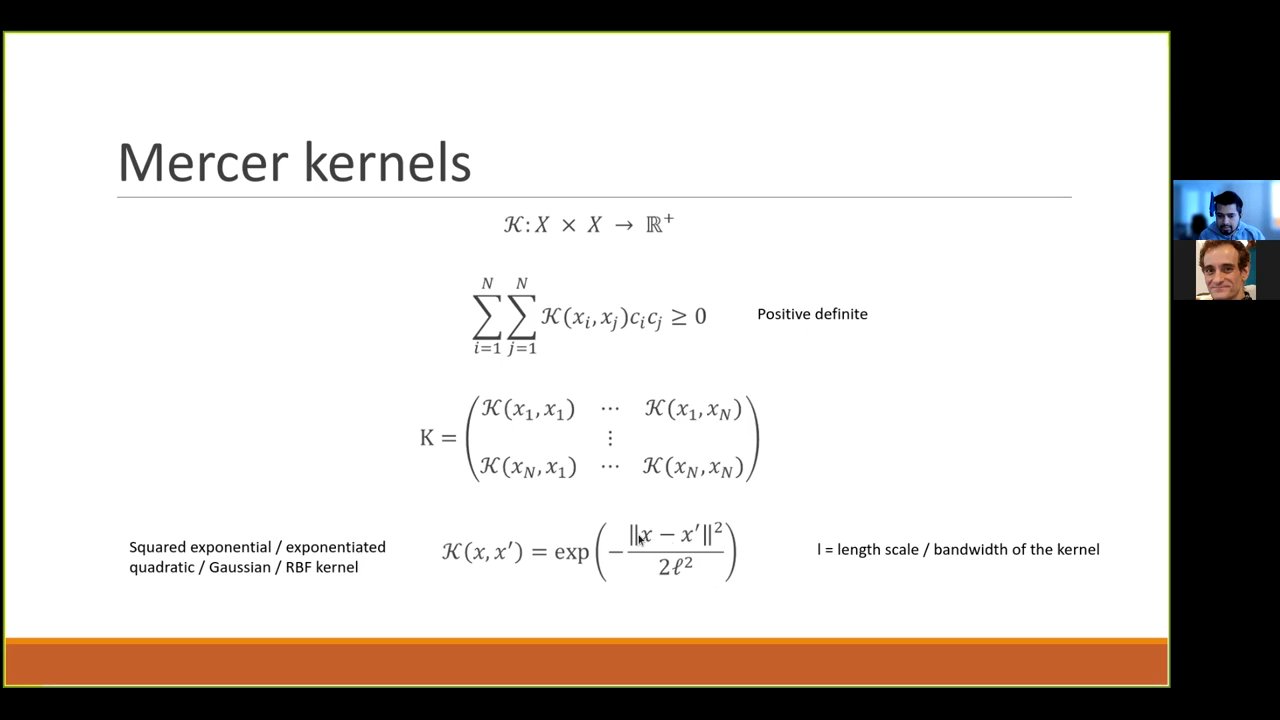 Mercer kernels
𝒦: X × X → ℝ⁺
∑_{i=1}^{N} ∑_{j=1}^{N} 𝒦(x_i, x_j)c_i c_j ≥ 0
Positive definite
K = ( 𝒦(x_1, x_1) ⋯ 𝒦(x_1, x_N)
⋮
𝒦(x_N, x_1) ⋯ 𝒦(x_N, x_N) )
Squared exponential / exponentiated
quadratic / Gaussian / RBF kernel
𝒦(x, x′) = exp ( − ‖x − x′‖² / 2ℓ² )
l = length scale / bandwidth of the kernel